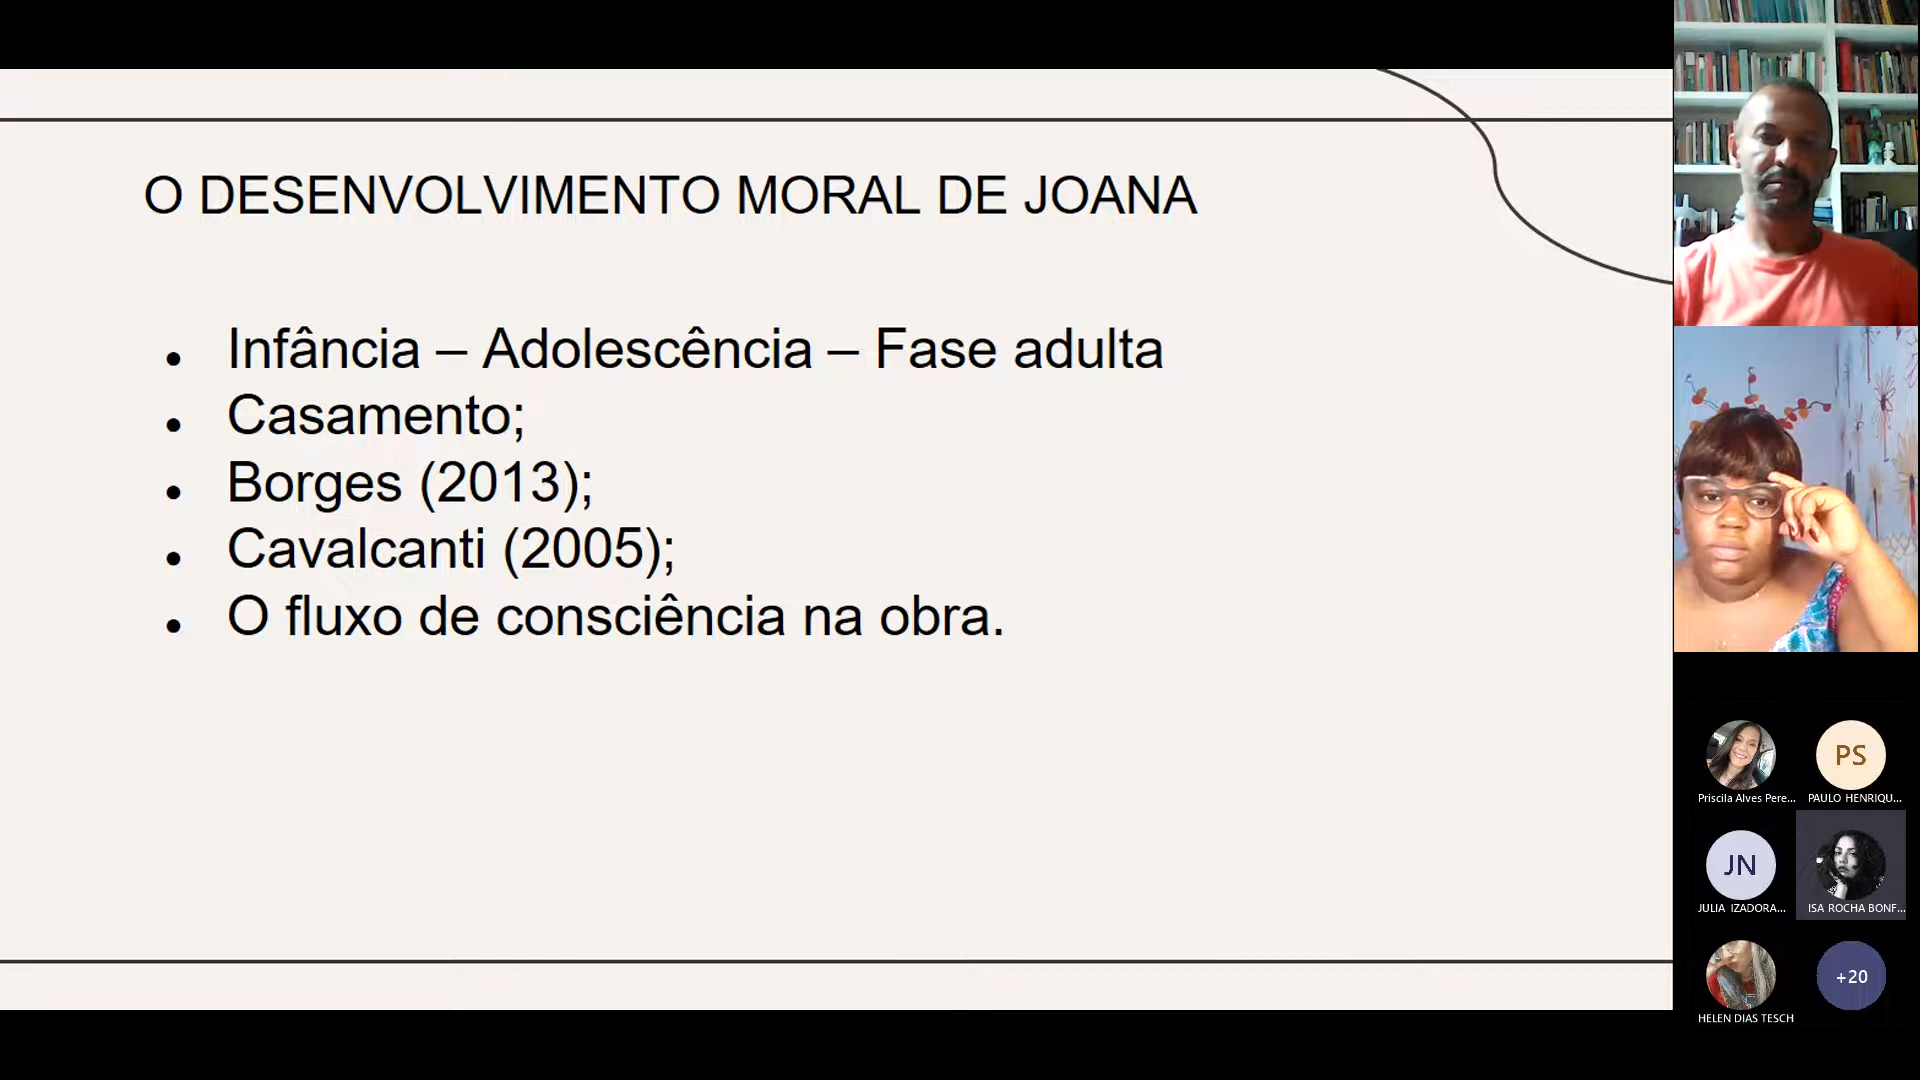 O DESENVOLVIMENTO MORAL DE JOANA
• Infância – Adolescência – Fase adulta
• Casamento;
• Borges (2013);
• Cavalcanti (2005);
• O fluxo de consciência na obra.
Priscila Alves Pere...
PS
PAULO HENRIQU...
JN
JULIA IZADORA...
ISA ROCHA BONF...
HELEN DIAS TESCH
+20